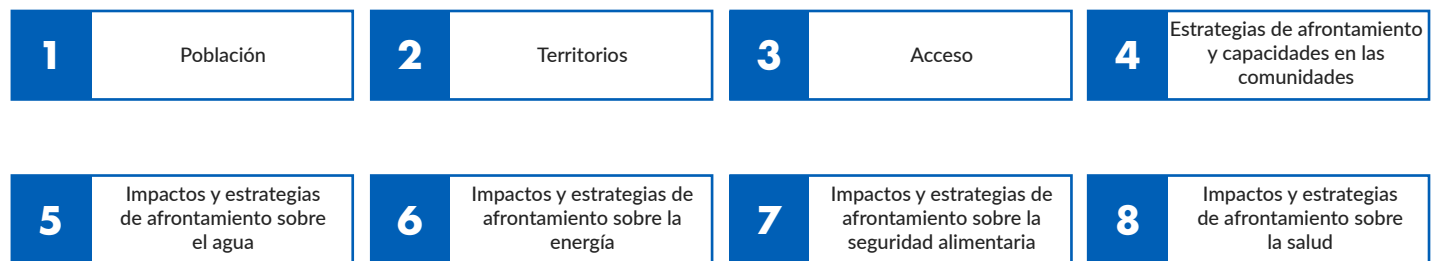 1
Población
2
Territorios
3
Acceso
4
Estrategias de afrontamiento
y capacidades en las
comunidades
5
Impactos y estrategias
de afrontamiento sobre
el agua
6
Impactos y estrategias de
afrontamiento sobre la
energía
7
Impactos y estrategias de
afrontamiento sobre la
seguridad alimentaria
8
Impactos y estrategias
de afrontamiento sobre
la salud